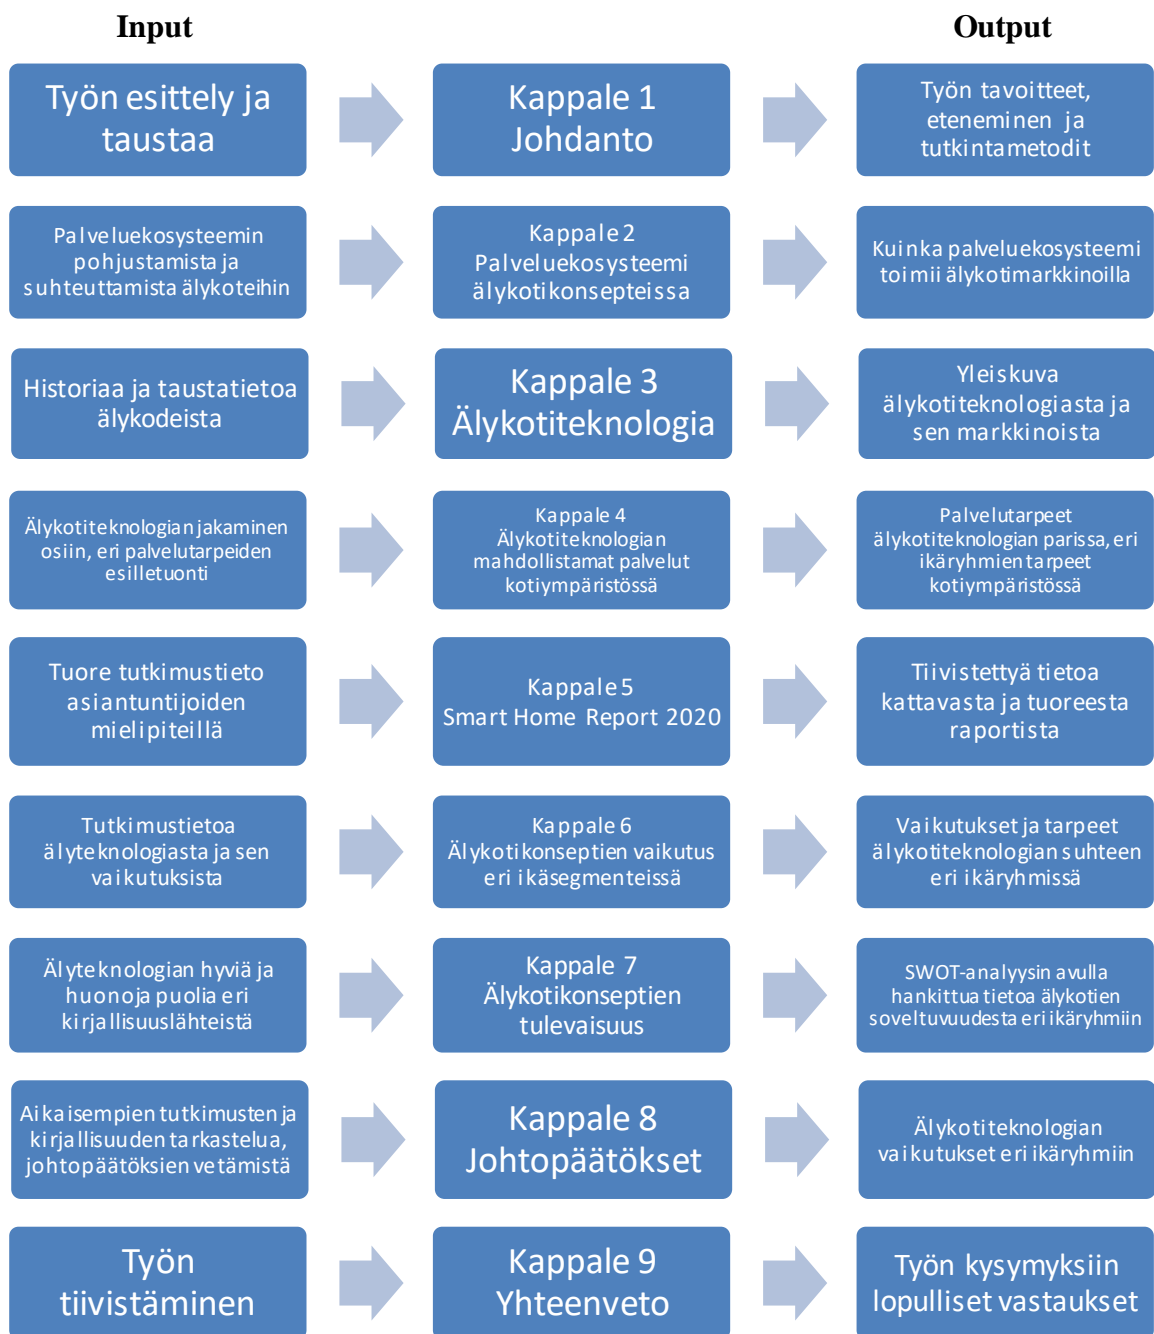 Input
Output
Työn esittely ja
taustaa
Kappale 1
Johdanto
Työn tavoitteet,
eteneminen ja
tutkintametodit
Palveluekosysteemin
pohjustamista ja
suhteuttamista älykoteihin
Kappale 2
Palveluekosysteemi
älykotikonsepteissa
Kuinka palveluekosysteemi
toimii älykotimarkkinoilla
Historiaa ja taustatietoa
älykodeista
Kappale 3
Älykotiteknologia
Yleiskuva
älykotiteknologiasta ja
sen markkinoista
Älykotiteknologian jakaminen
osiin, eri palvelutarpeiden
esilletuonti
Kappale 4
Älykotiteknologian
mahdollistamat palvelut
kotiympäristössä
Palvelutarpeet
älykotiteknologian parissa, eri
ikäryhmien tarpeet
kotiympäristössä
Tuore tutkimustieto
asiantuntijoiden
mielipiteillä
Kappale 5
Smart Home Report 2020
Tiivistettyä tietoa
kattavasta ja tuoreesta
raportista
Tutkimustietoa
älyteknologiasta ja sen
vaikutuksista
Kappale 6
Älykotikonseptien vaikutus
eri ikäsegmenteissä
Vaikutukset ja tarpeet
älykotiteknologian suhteen
eri ikäryhmissä
Älyteknologian hyviä ja
huonoja puolia eri
kirjallisuuslähteistä
Kappale 7
Älykotikonseptien
tulevaisuus
SWOT-analyysin avulla
hankittua tietoa älykotien
soveltuvuudesta eri ikäryhmiin
Aikaisempien tutkimusten ja
kirjallisuuden tarkastelua,
johtopäätöksien vetämistä
Kappale 8
Johtopäätökset
Älykotiteknologian
vaikutukset eri ikäryhmiin
Työn
tiivistäminen
Kappale 9
Yhteenveto
Työn kysymyksiin
lopulliset vastaukset